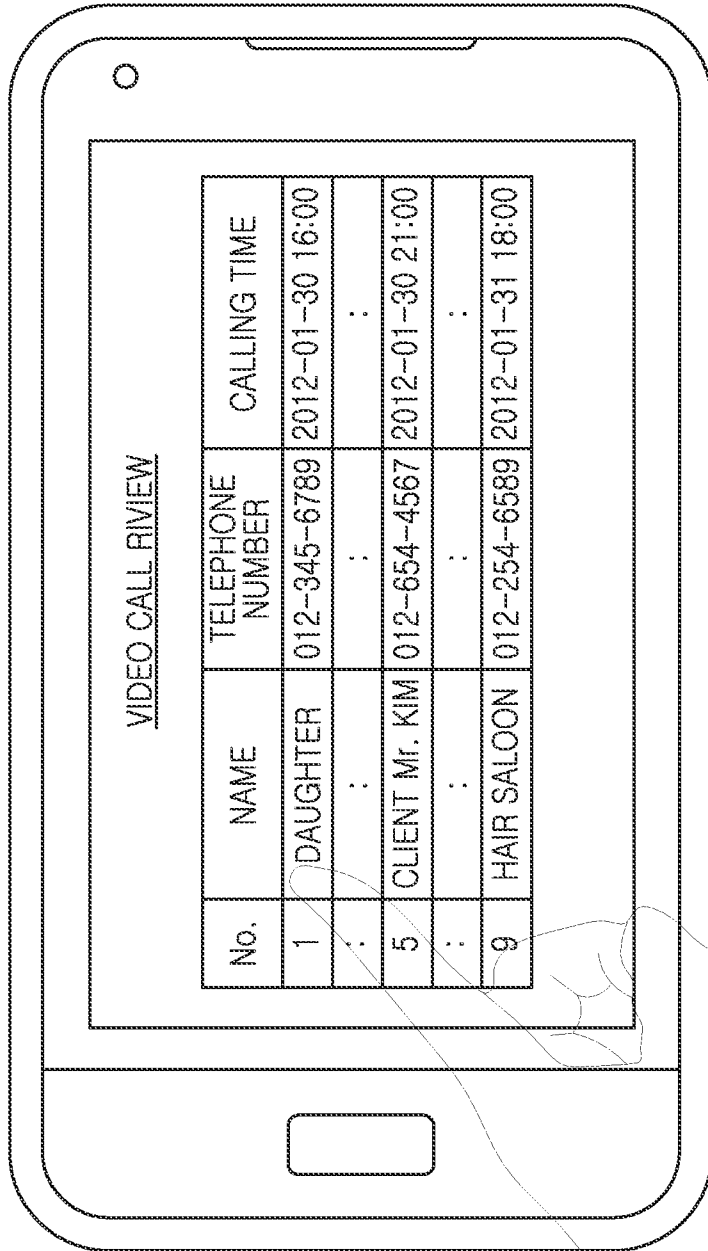 VIDEO CALL RIVIEW
No. NAME TELEPHONE NUMBER CALLING TIME
1 DAUGHTER 012-345-6789 2012-01-30 16:00
: : : :
5 CLIENT Mr. KIM 012-654-4567 2012-01-30 21:00
: : : :
9 HAIR SALOON 012-254-6589 2012-01-31 18:00